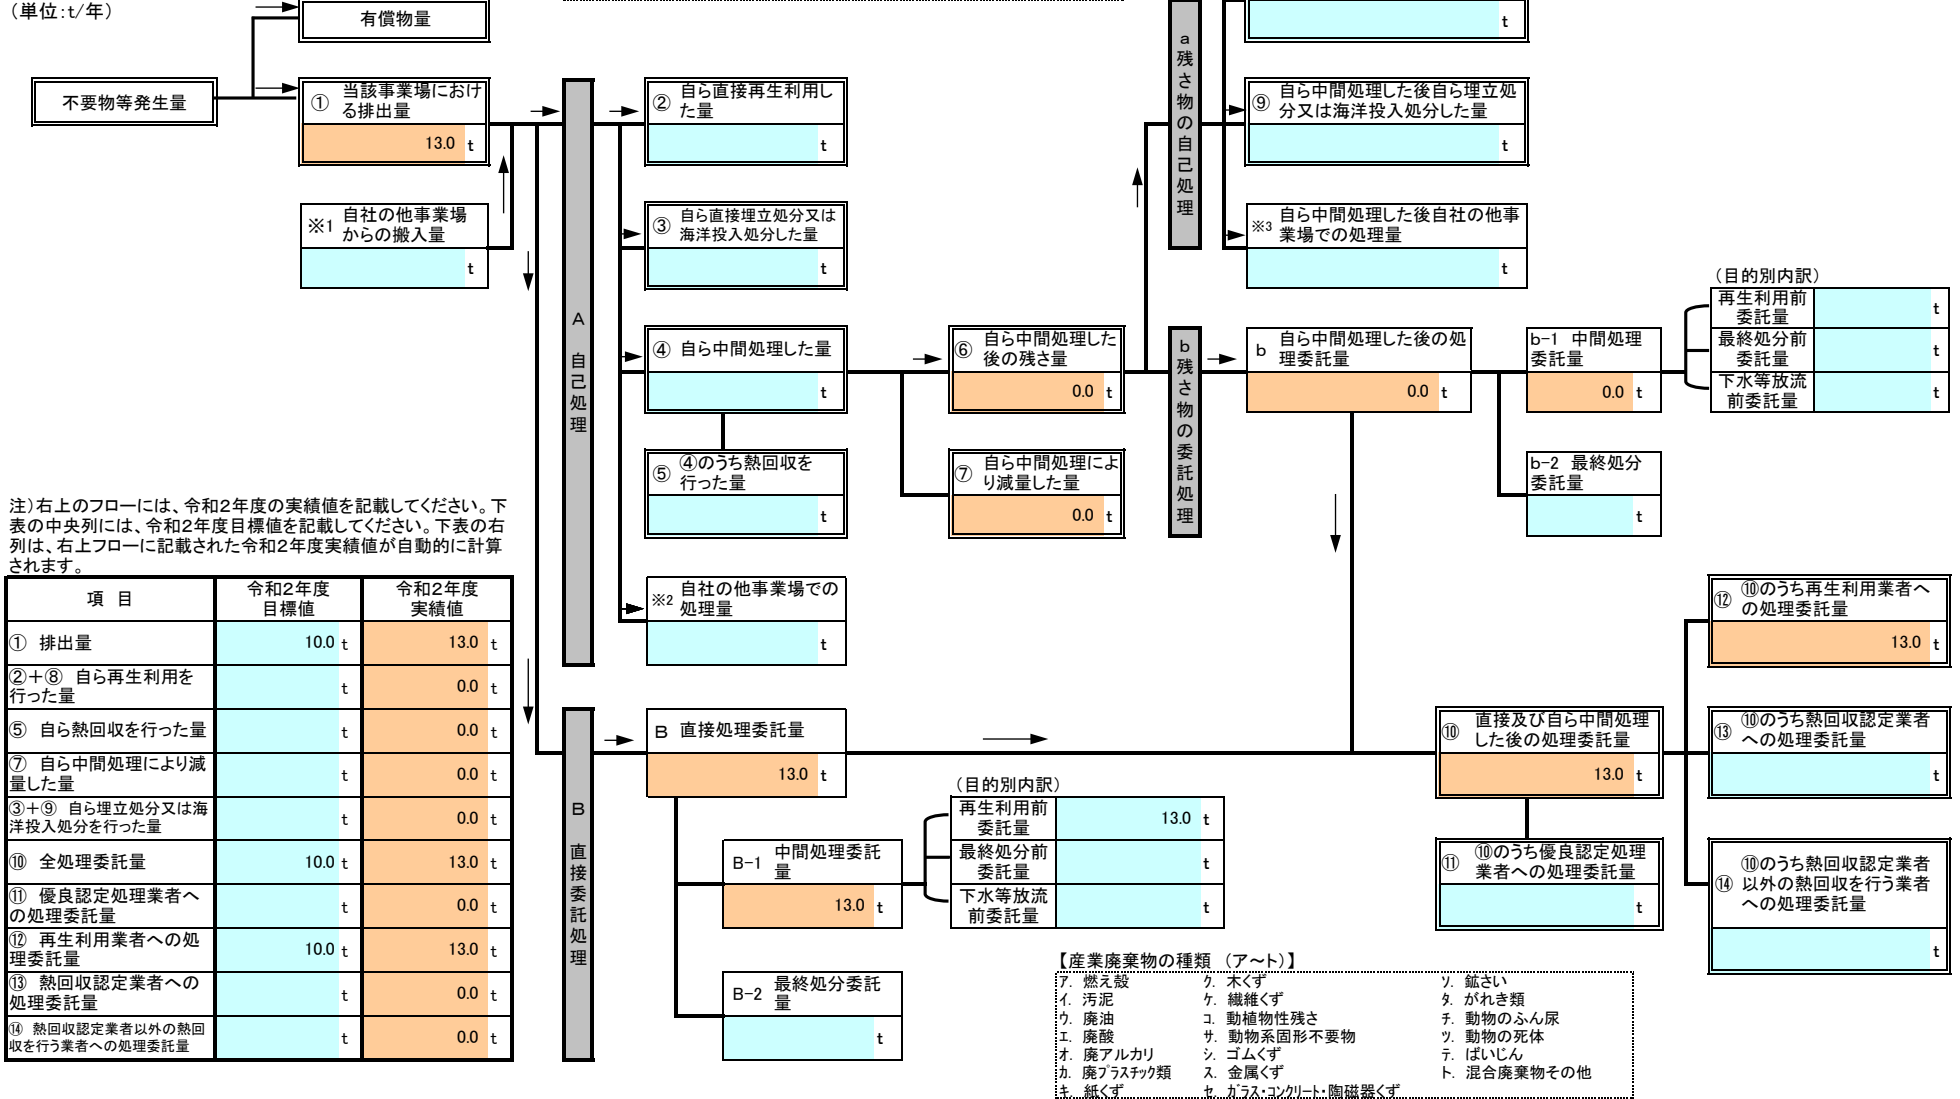 （単位：ｔ/年）
有償物量
不要物等発生量
① 当該事業場におけ
る排出量
13.0 t
※1 自社の他事業場
からの搬入量
t
A 自己処理
② 自ら直接再生利用し
た量
t
③ 自ら直接埋立処分又は
海洋投入処分した量
t
④ 自ら中間処理した量
t
⑤ ④のうち熱回収を
行った量
t
※2 自社の他事業場での
処理量
t
⑥ 自ら中間処理した
後の残さ量
0.0 t
⑦ 自ら中間処理によ
り減量した量
0.0 t
a 残さ物の自己処理
t
⑨ 自ら中間処理した後自ら埋立処
分又は海洋投入処分した量
t
※3 自ら中間処理した後自社の他事
業場での処理量
t
b 残さ物の委託処理
b 自ら中間処理した後の処
理委託量
0.0 t
b-1 中間処理
委託量
0.0 t
（目的別内訳）
再生利用前
委託量 t
最終処分前
委託量 t
下水等放流
前委託量 t
b-2 最終処分
委託量
t
注）右上のフローには、令和２年度の実績値を記載してください。下
表の中央列には、令和２年度目標値を記載してください。下表の右
列は、右上フローに記載された令和２年度実績値が自動的に計算
されます。
項 目 令和２年度
目標値 令和２年度
実績値
① 排出量 10.0 t 13.0 t
②＋⑧ 自ら再生利用を
行った量 t 0.0 t
⑤ 自ら熱回収を行った量 t 0.0 t
⑦ 自ら中間処理により減
量した量 t 0.0 t
③＋⑨ 自ら埋立処分又は海
洋投入処分を行った量 t 0.0 t
⑩ 全処理委託量 10.0 t 13.0 t
⑪ 優良認定処理業者へ
の処理委託量 t 0.0 t
⑫ 再生利用業者への処
理委託量 10.0 t 13.0 t
⑬ 熱回収認定業者への
処理委託量 t 0.0 t
⑭ 熱回収認定業者以外の熱回
収を行う業者への処理委託量 t 0.0 t
B 直接委託処理
B 直接処理委託量
13.0 t
B-1 中間処理委託
量
13.0 t
B-2 最終処分委託
量
t
（目的別内訳）
再生利用前
委託量 13.0 t
最終処分前
委託量 t
下水等放流
前委託量 t
⑩ 直接及び自ら中間処理
した後の処理委託量
13.0 t
⑪ ⑩のうち優良認定処理
業者への処理委託量
t
⑫ ⑩のうち再生利用業者へ
の処理委託量
13.0 t
⑬ ⑩のうち熱回収認定業者
への処理委託量
t
⑭ ⑩のうち熱回収認定業者
以外の熱回収を行う業者
への処理委託量
t
【産業廃棄物の種類 （ア～ト）】
ア. 燃え殻 ク. 木くず ソ. 鉱さい
イ. 汚泥 ケ. 繊維くず タ. がれき類
ウ. 廃油 コ. 動植物性残さ チ. 動物のふん尿
エ. 廃酸 サ. 動物系固形不要物 ツ. 動物の死体
オ. 廃アルカリ シ. ゴムくず テ. ばいじん
カ. 廃プラスチック類 ス. 金属くず ト. 混合廃棄物その他
キ. 紙くず セ. ガラス・コンクリート・陶磁器くず